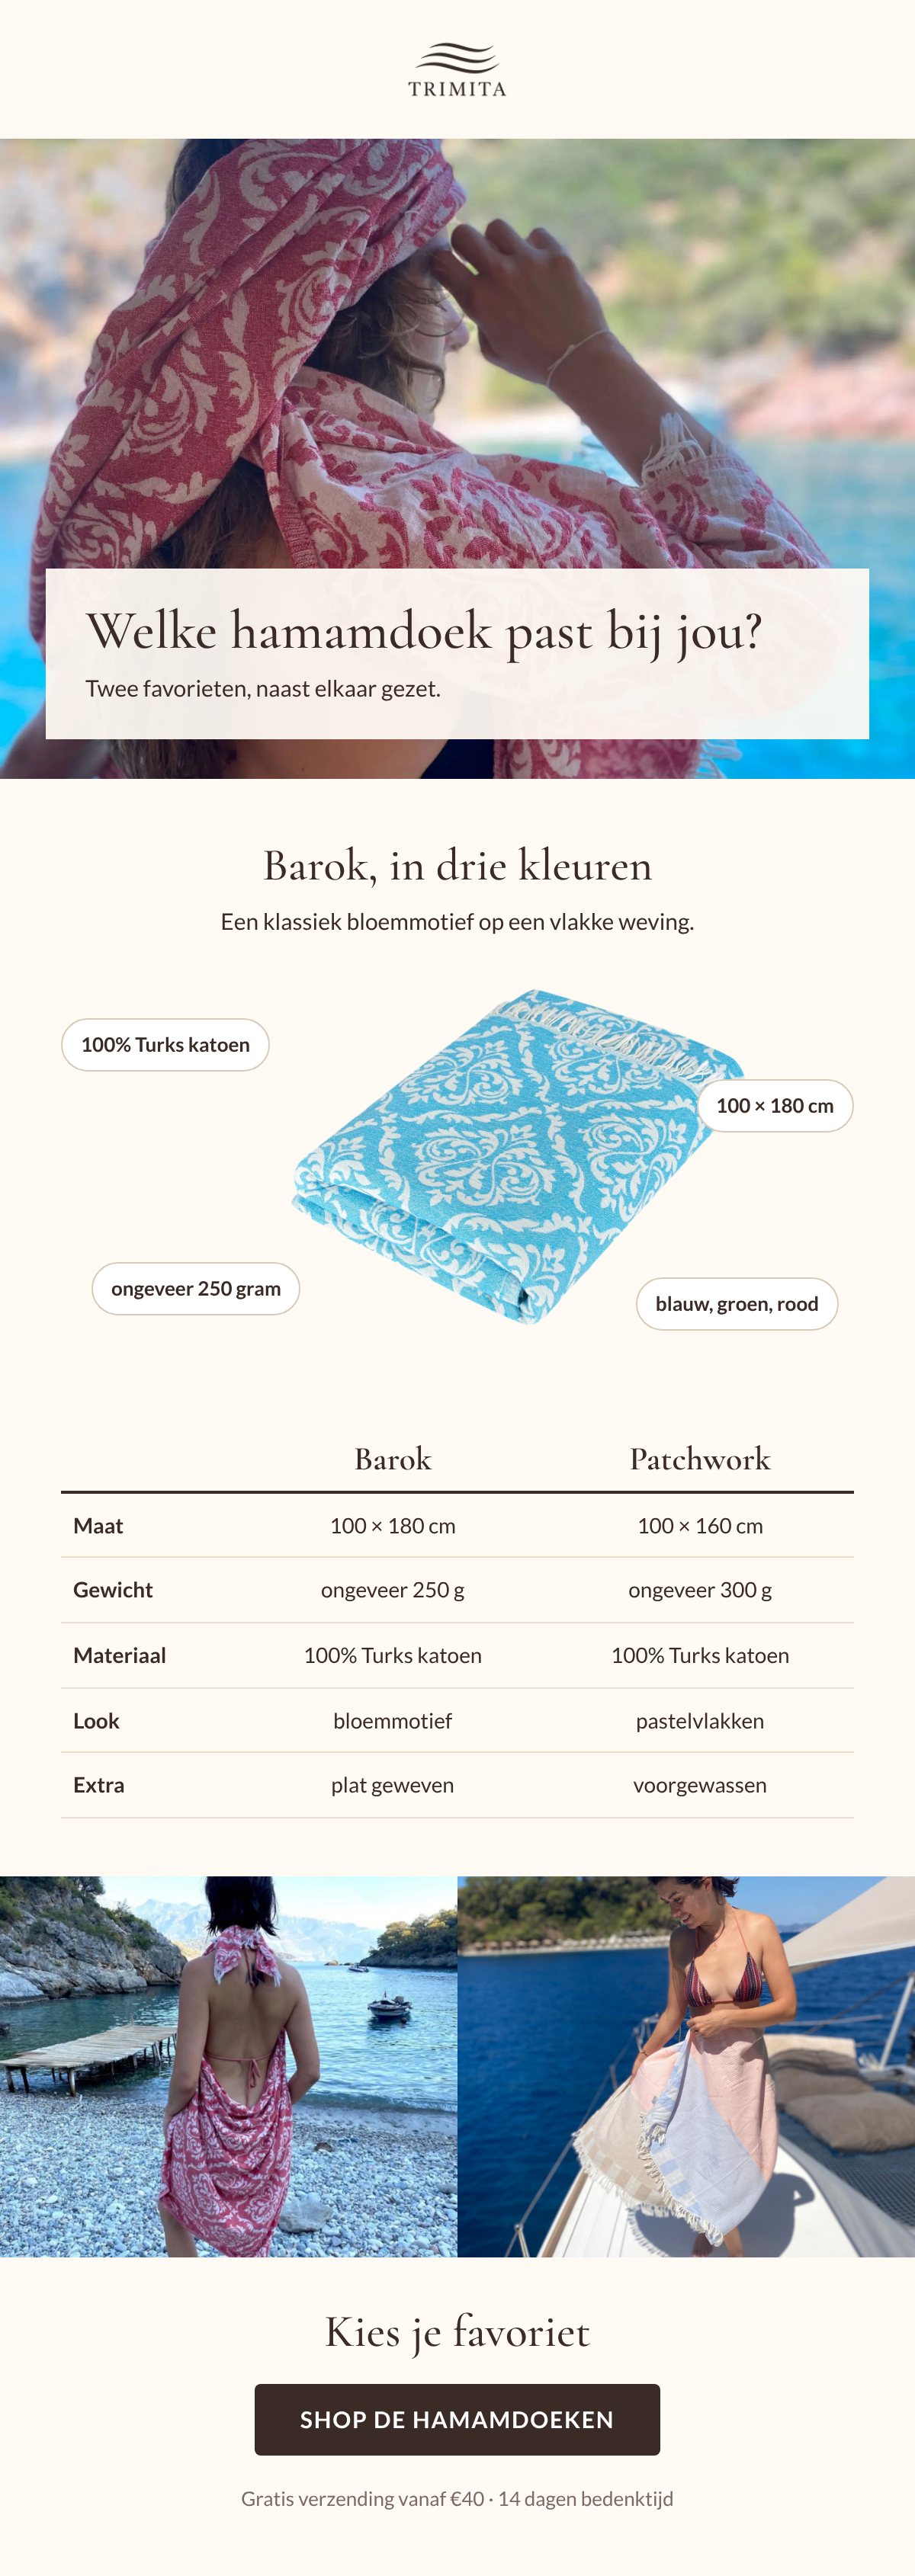 TRIMITA
Welke hamamdoek past bij jou?
Twee favorieten, naast elkaar gezet.
Barok, in drie kleuren
Een klassiek bloemmotief op een vlakke weving.
100% Turks katoen
100 × 180 cm
ongeveer 250 gram
blauw, groen, rood
Barok Patchwork
Maat 100 × 180 cm 100 × 160 cm
Gewicht ongeveer 250 g ongeveer 300 g
Materiaal 100% Turks katoen 100% Turks katoen
Look bloemmotief pastelvlakken
Extra plat geweven voorgewassen
Kies je favoriet
SHOP DE HAMAMDOEKEN
Gratis verzending vanaf €40 · 14 dagen bedenktijd